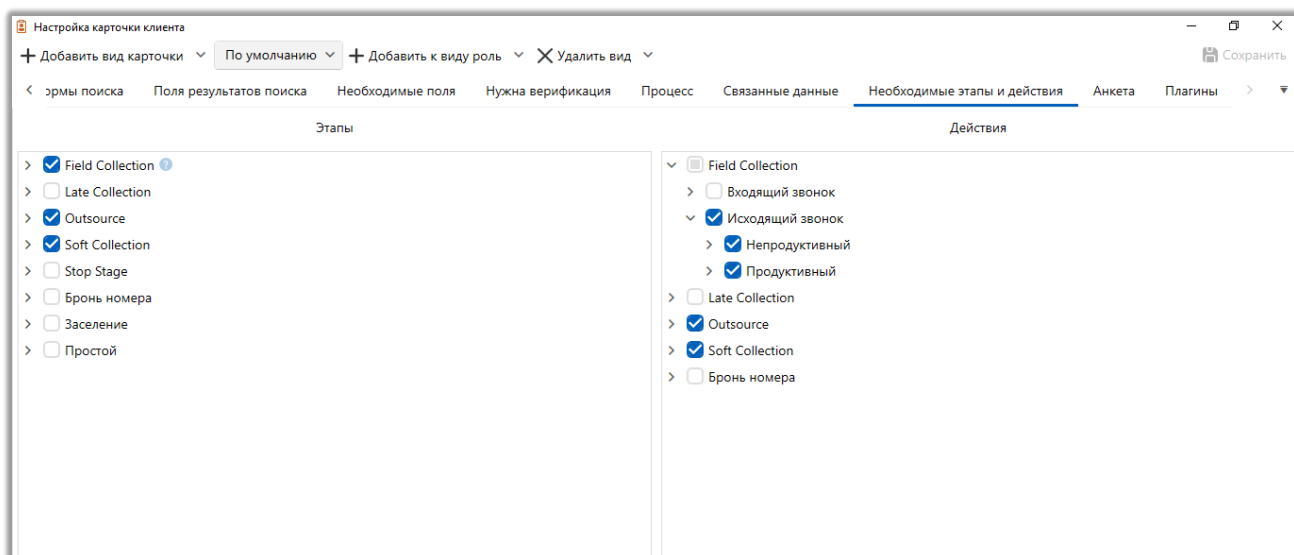 Настройка карточки клиента
Добавить вид карточки По умолчанию Добавить к виду роль Удалить вид Сохранить
ормы поиска Поля результатов поиска Необходимые поля Нужна верификация Процесс Связанные данные Необходимые этапы и действия Анкета Плагины
Этапы
Field Collection ?
Late Collection
Outsource
Soft Collection
Stop Stage
Бронь номера
Заселение
Простой
Действия
Field Collection
Входящий звонок
Исходящий звонок
Непродуктивный
Продуктивный
Late Collection
Outsource
Soft Collection
Бронь номера